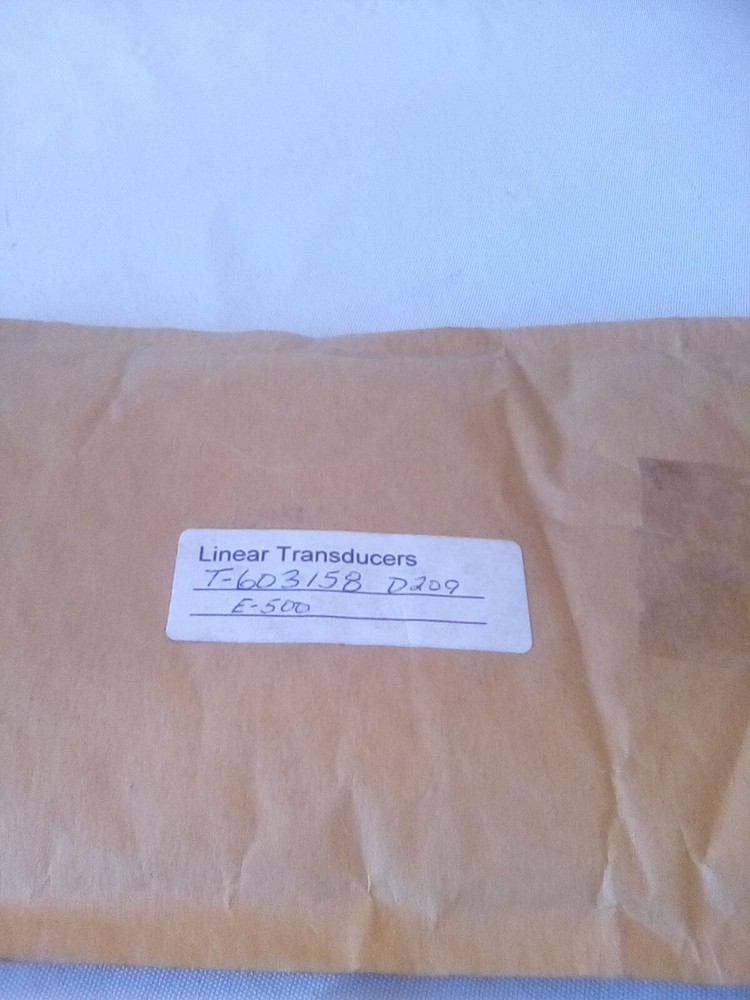 Linear Transducers
T-603158 D209
E-500